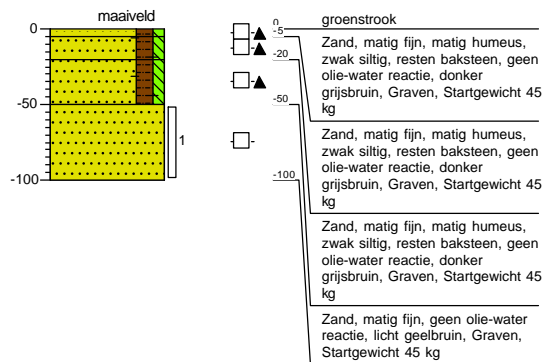 maaiveld
0
-50
-100
1
0
-5
-20
-50
-100
groenstrook
Zand, matig fijn, matig humeus,
zwak siltig, resten baksteen, geen
olie-water reactie, donker
grijsbruin, Graven, Startgewicht 45
kg
Zand, matig fijn, matig humeus,
zwak siltig, resten baksteen, geen
olie-water reactie, donker
grijsbruin, Graven, Startgewicht 45
kg
Zand, matig fijn, matig humeus,
zwak siltig, resten baksteen, geen
olie-water reactie, donker
grijsbruin, Graven, Startgewicht 45
kg
Zand, matig fijn, geen olie-water
reactie, licht geelbruin, Graven,
Startgewicht 45 kg